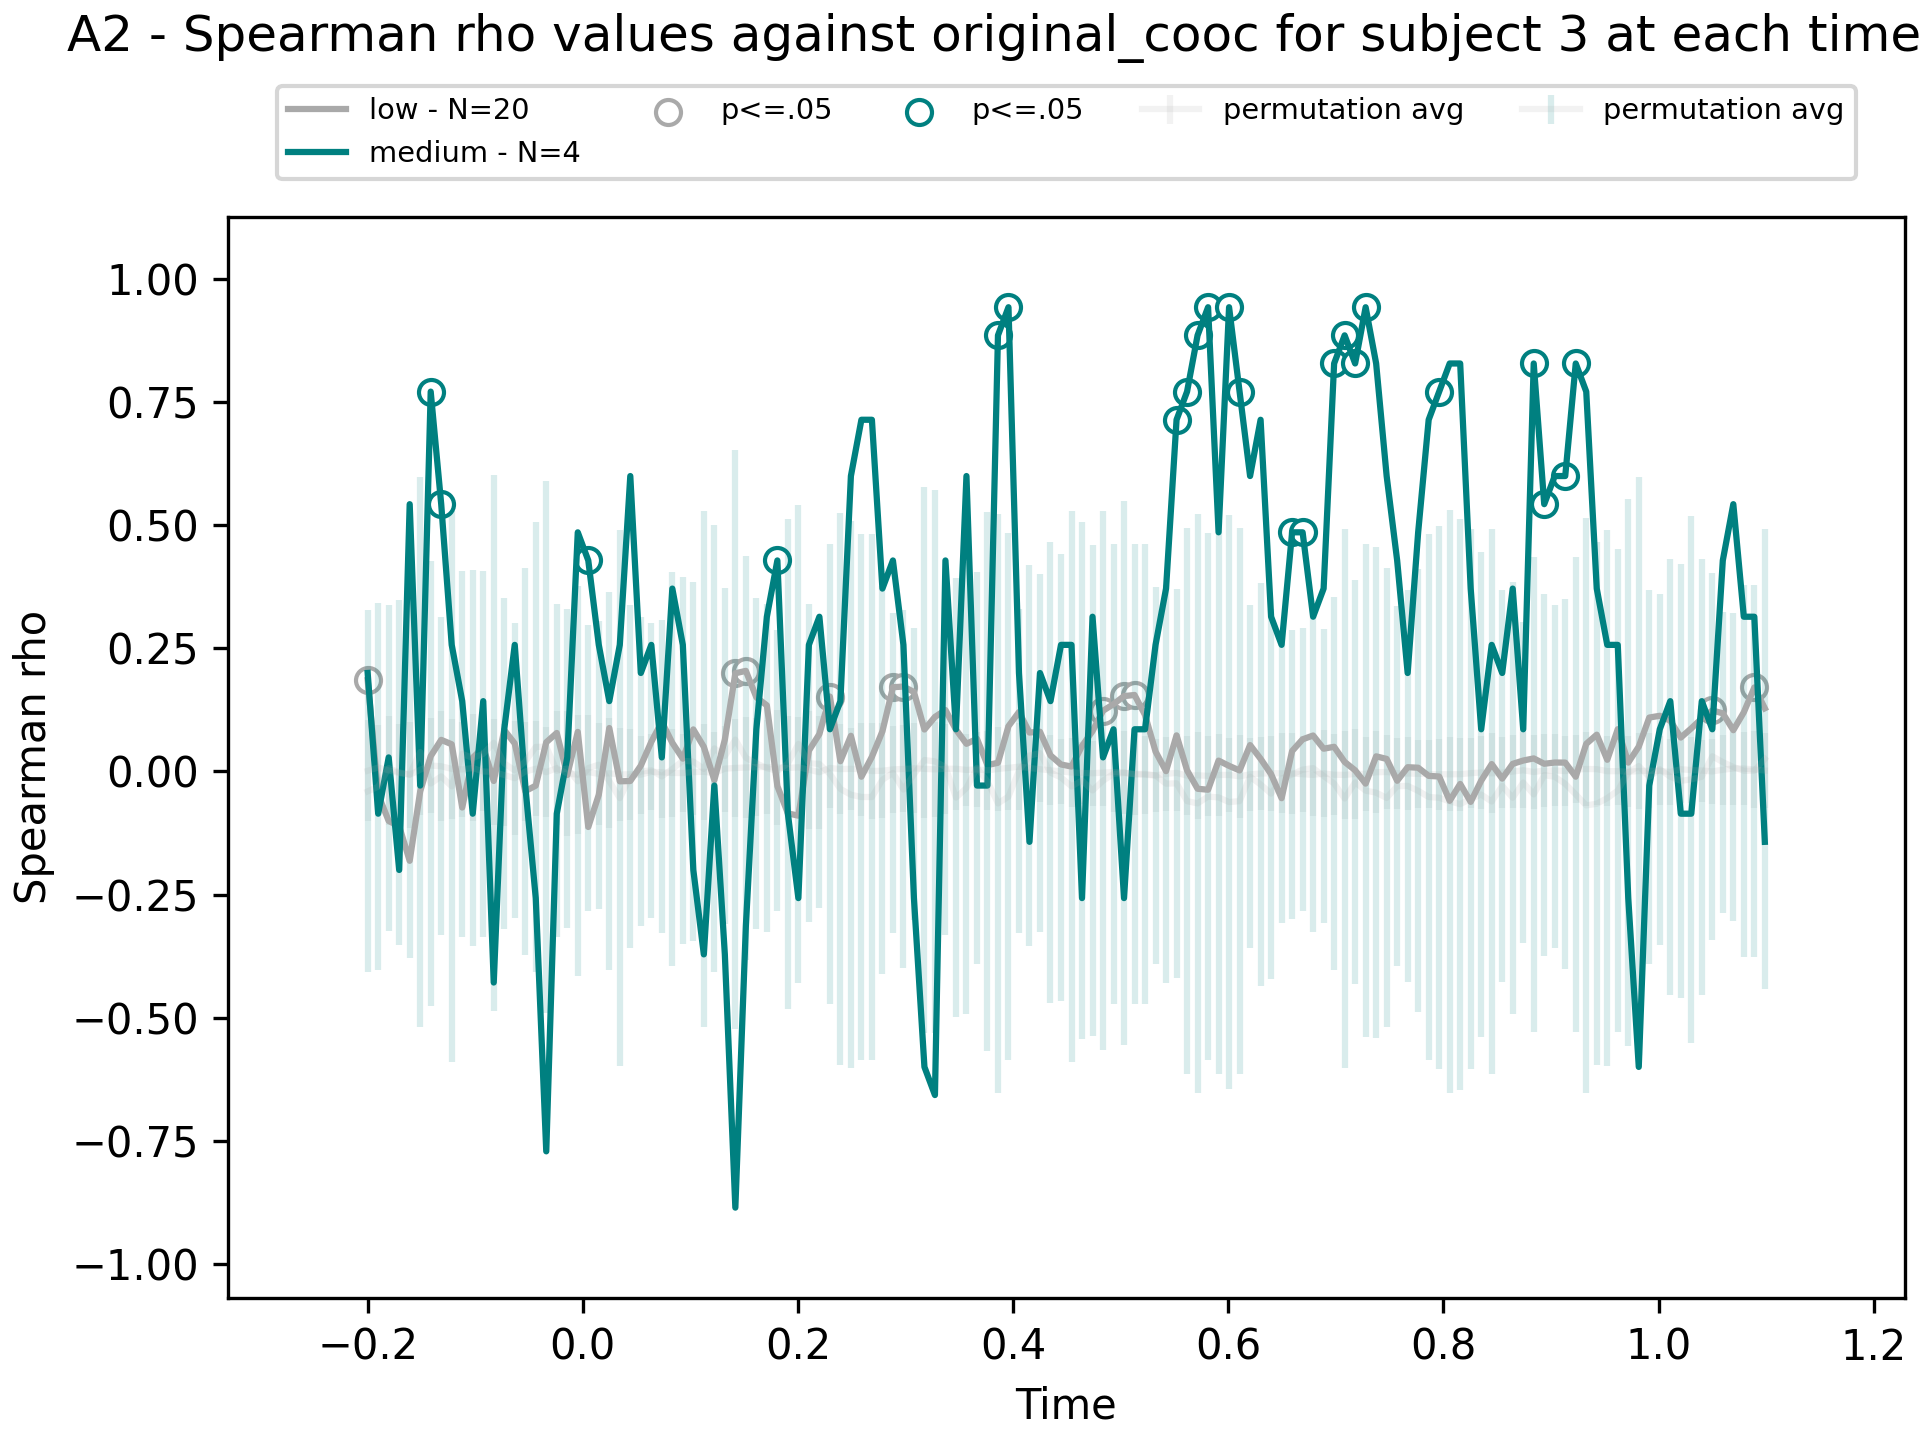 A2 - Spearman rho values against original_cooc for subject 3 at each time
low - N=20
medium - N=4
p<=.05
p<=.05
permutation avg
permutation avg
Spearman rho
1.00
0.75
0.50
0.25
0.00
−0.25
−0.50
−0.75
−1.00
−0.2 0.0 0.2 0.4 0.6 0.8 1.0 1.2
Time